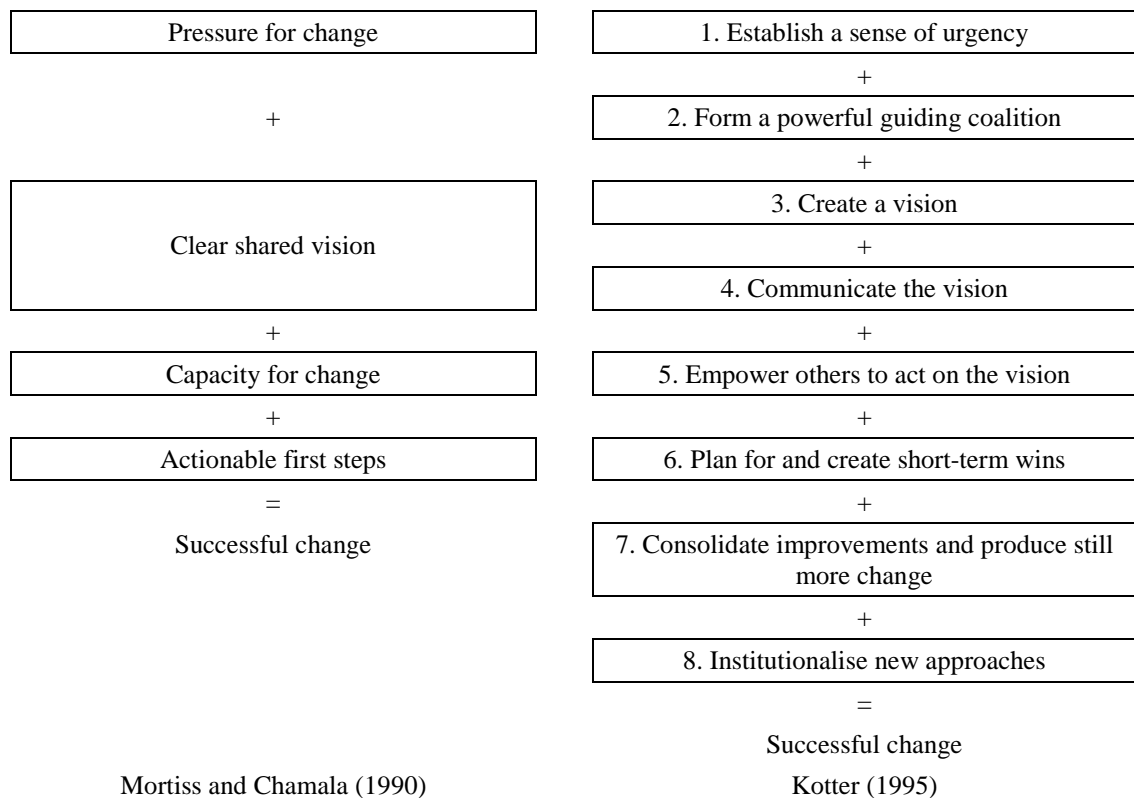 Pressure for change
+
Clear shared vision
+
Capacity for change
+
Actionable first steps
=
Successful change
Mortiss and Chamala (1990)
1. Establish a sense of urgency
+
2. Form a powerful guiding coalition
+
3. Create a vision
+
4. Communicate the vision
+
5. Empower others to act on the vision
+
6. Plan for and create short-term wins
+
7. Consolidate improvements and produce still
more change
+
8. Institutionalise new approaches
=
Successful change
Kotter (1995)